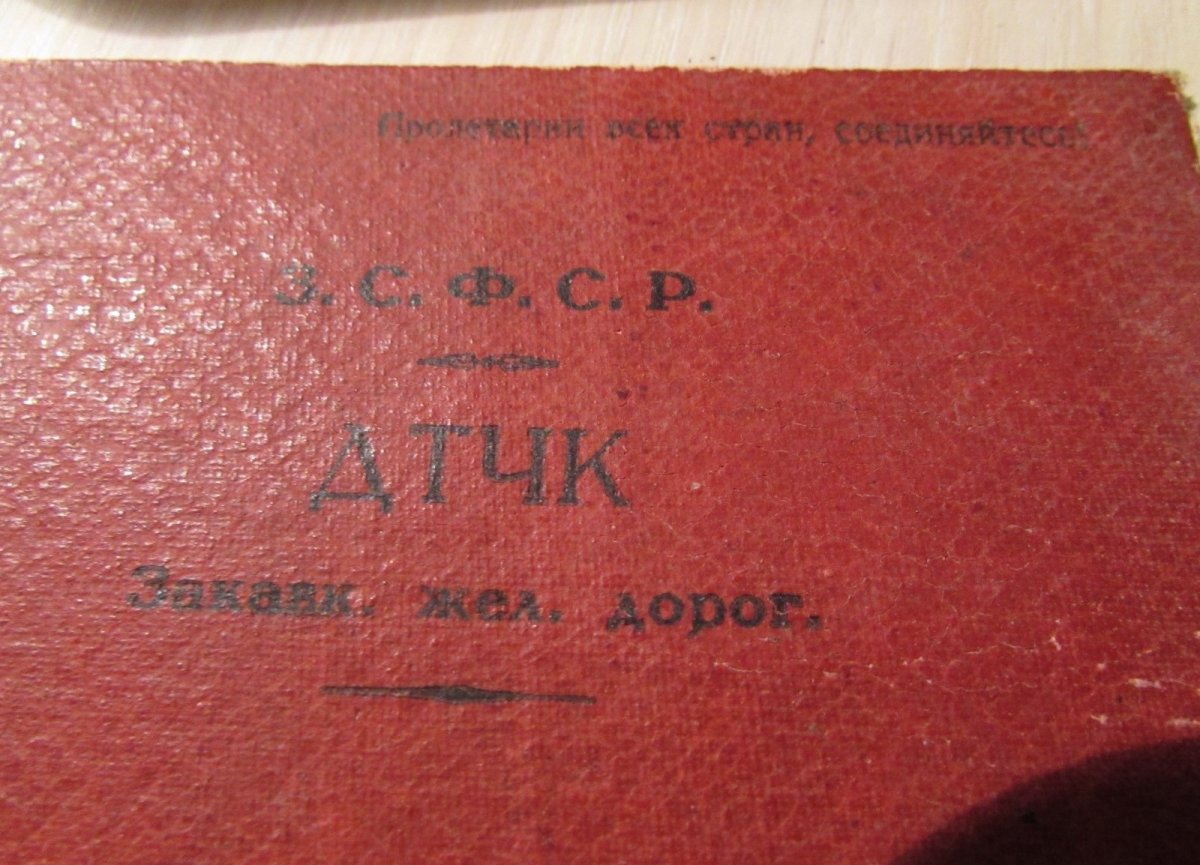 Пролетарии всех стран, соединяйтесь!
З. С. Ф. С. Р.
ДТЧК
Закавк. жел. дорог.